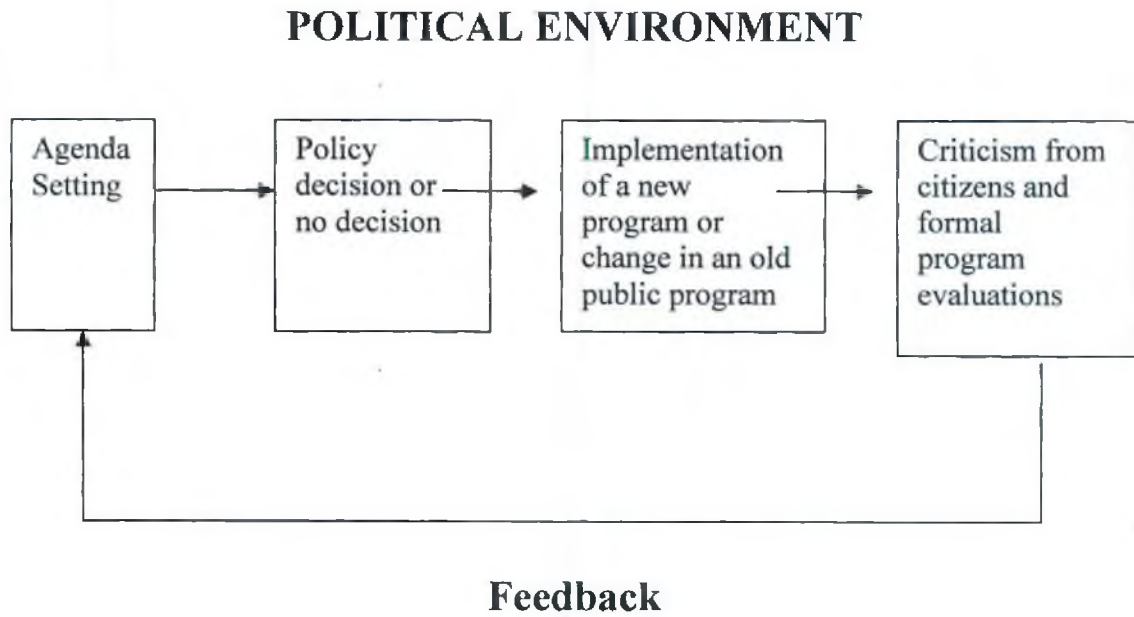 POLITICAL ENVIRONMENT
Agenda
Setting
Policy
decision or
no decision
Implementation
of a new
program or
change in an old
public program
Criticism from
citizens and
formal
program
evaluations
Feedback